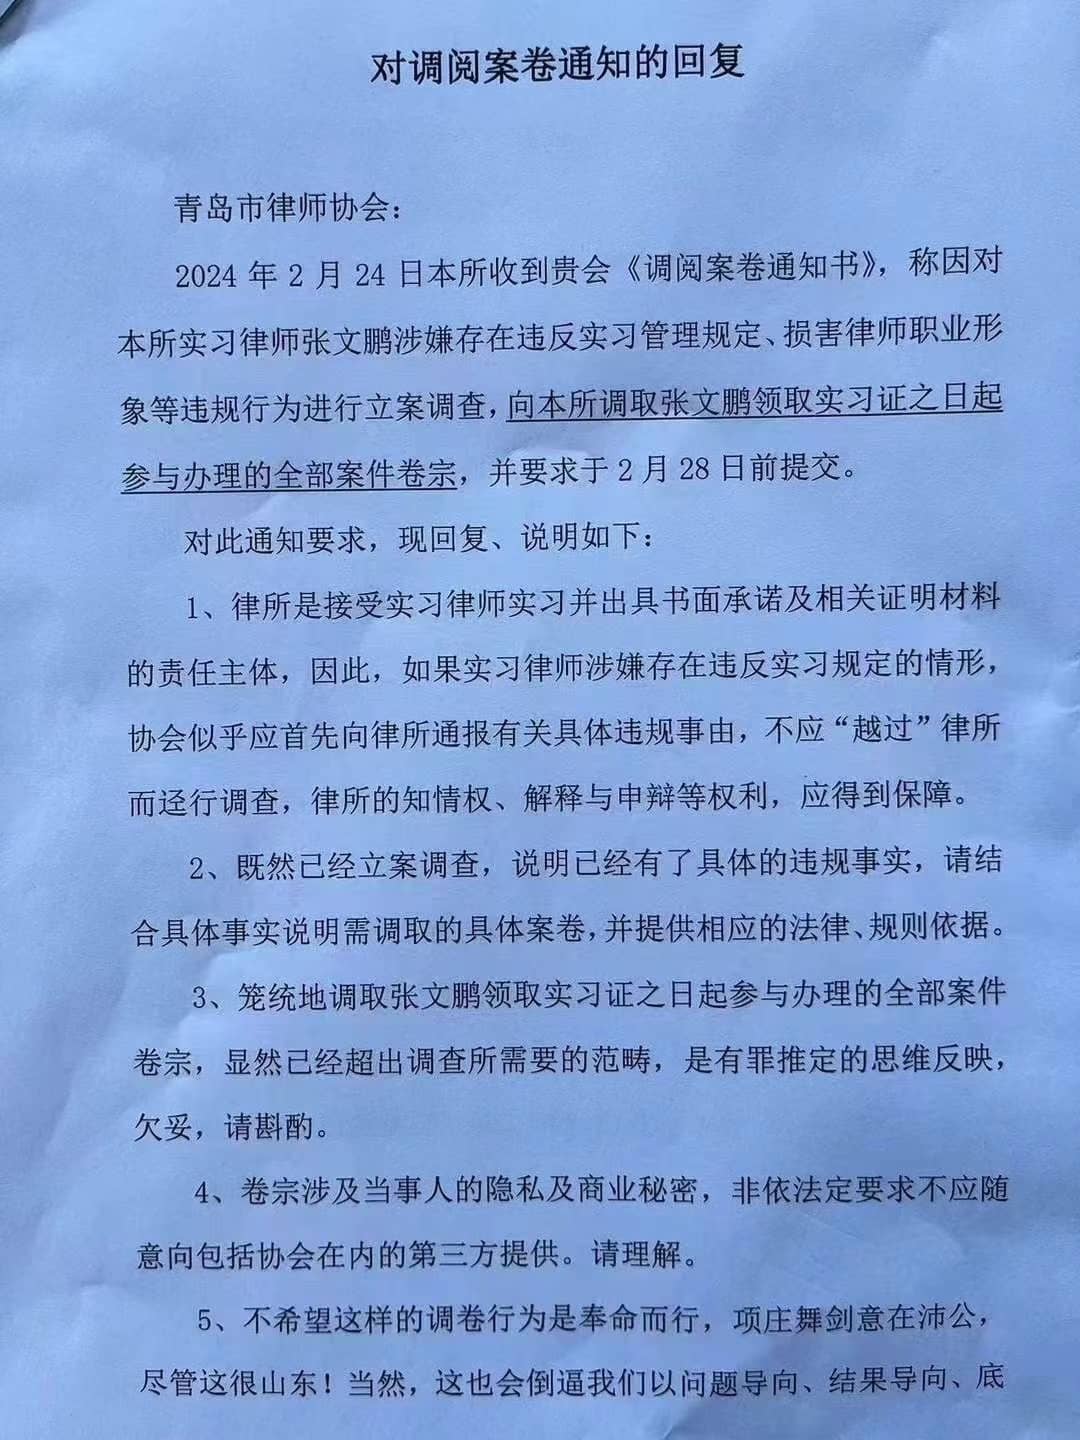 对调阅案卷通知的回复
青岛市律师协会：
2024 年 2 月 24 日本所收到贵会《调阅案卷通知书》，称因对
本所实习律师张文鹏涉嫌存在违反实习管理规定、损害律师职业形
象等违规行为进行立案调查，向本所调取张文鹏领取实习证之日起
参与办理的全部案件卷宗，并要求于 2 月 28 日前提交。
对此通知要求，现回复、说明如下：
1、律所是接受实习律师实习并出具书面承诺及相关证明材料
的责任主体，因此，如果实习律师涉嫌存在违反实习规定的情形，
协会似乎应首先向律所通报有关具体违规事由，不应“越过”律所
而迳行调查，律所的知情权、解释与申辩等权利，应得到保障。
2、既然已经立案调查，说明已经有了具体的违规事实，请结
合具体事实说明需调取的具体案卷，并提供相应的法律、规则依据。
3、笼统地调取张文鹏领取实习证之日起参与办理的全部案件
卷宗，显然已经超出调查所需要的范畴，是有罪推定的思维反映，
欠妥，请斟酌。
4、卷宗涉及当事人的隐私及商业秘密，非依法定要求不应随
意向包括协会在内的第三方提供。请理解。
5、不希望这样的调卷行为是奉命而行，项庄舞剑意在沛公，
尽管这很山东！当然，这也会倒逼我们以问题导向、结果导向、底